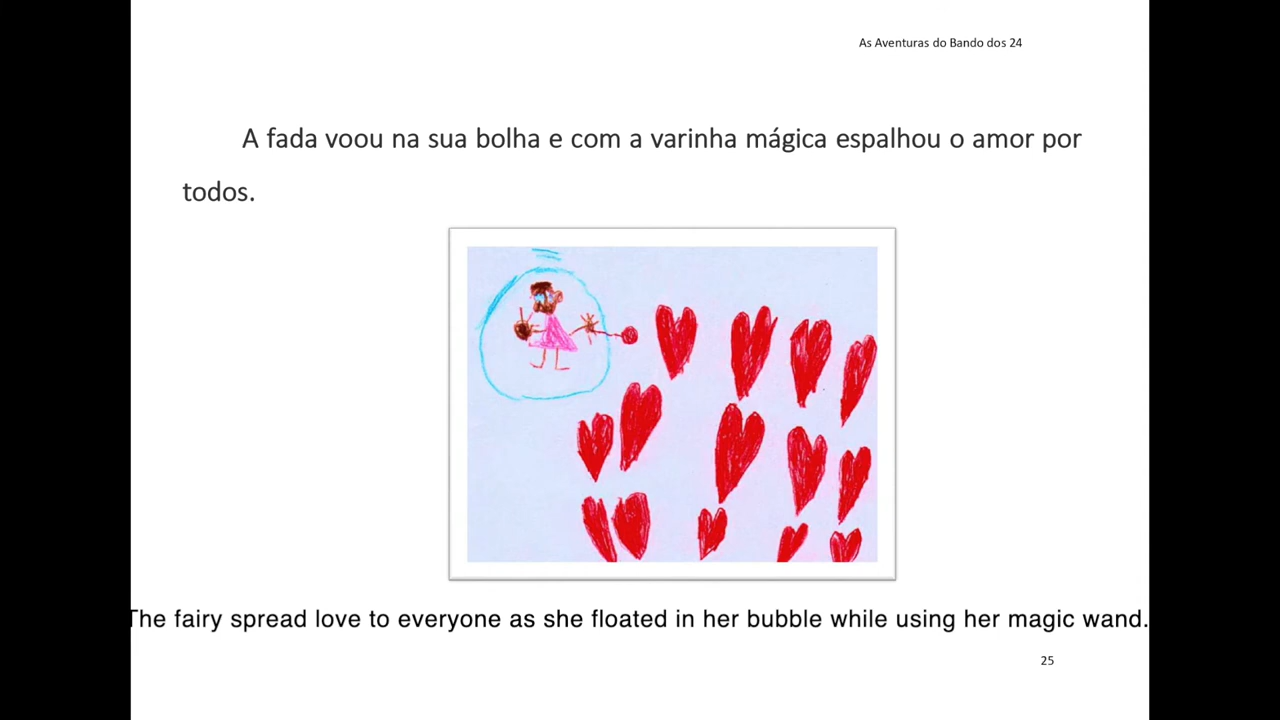 As Aventuras do Bando dos 24
A fada voou na sua bolha e com a varinha mágica espalhou o amor por
todos.
The fairy spread love to everyone as she floated in her bubble while using her magic wand.
25